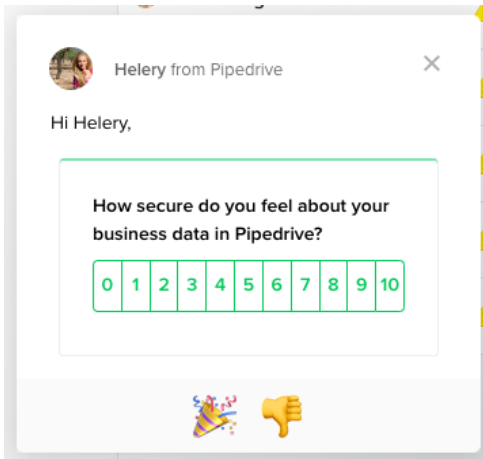 Helery from Pipedrive
Hi Helery,
How secure do you feel about your
business data in Pipedrive?
0 1 2 3 4 5 6 7 8 9 10